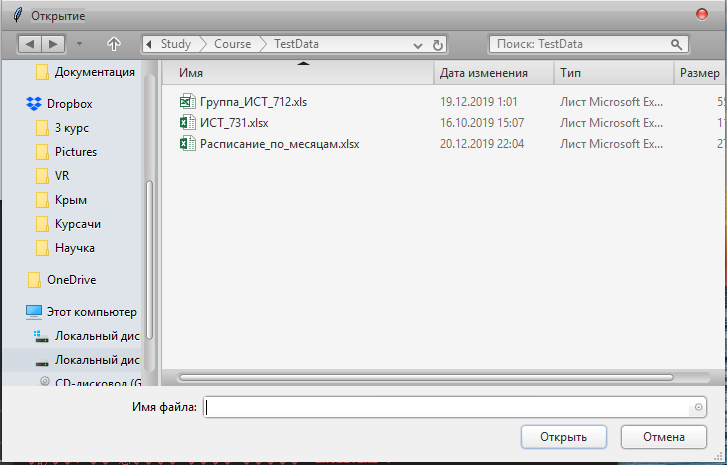 Открытие
Study Course TestData
Поиск: TestData
Имя Дата изменения Тип Размер
Документация
Dropbox
3 курс
Pictures
VR
Крым
Курсачи
Научка
OneDrive
Этот компьютер
Локальный дис
Локальный дис
CD-дисковод (G
Группа_ИСТ_712.xls 19.12.2019 1:01 Лист Microsoft Ex...
ИСТ_731.xlsx 16.10.2019 15:07 Лист Microsoft Ex...
Расписание_по_месяцам.xlsx 20.12.2019 22:04 Лист Microsoft Ex...
Имя файла:
Открыть Отмена